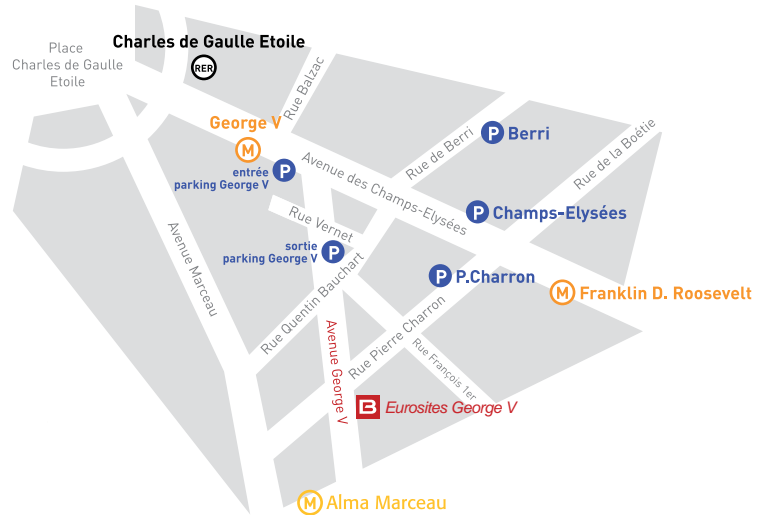 Place
Charles de Gaulle
Etoile
Charles de Gaulle Etoile
RER
Rue Balzac
George V
M
P
entrée
parking George V
Avenue des Champs-Elysées
Rue de Berri
P Berri
Rue de la Boétie
P Champs-Elysées
Rue Vernet
sortie
parking George V
P
Avenue Marceau
Rue Quentin Bauchart
P P.Charron
M Franklin D. Roosevelt
Avenue George V
Rue Pierre Charron
Rue François 1er
B Eurosites George V
M Alma Marceau